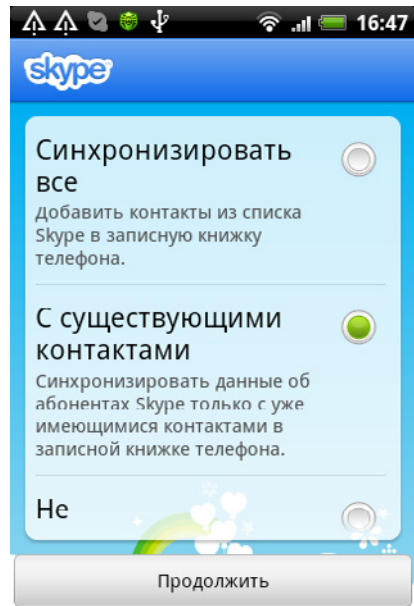 16:47
skype
Синхронизировать
все
Добавить контакты из списка
Skype в записную книжку
телефона.
С существующими
контактами
Синхронизировать данные об
абонентах Skype только с уже
имеющимися контактами в
записной книжке телефона.
Не
Продолжить